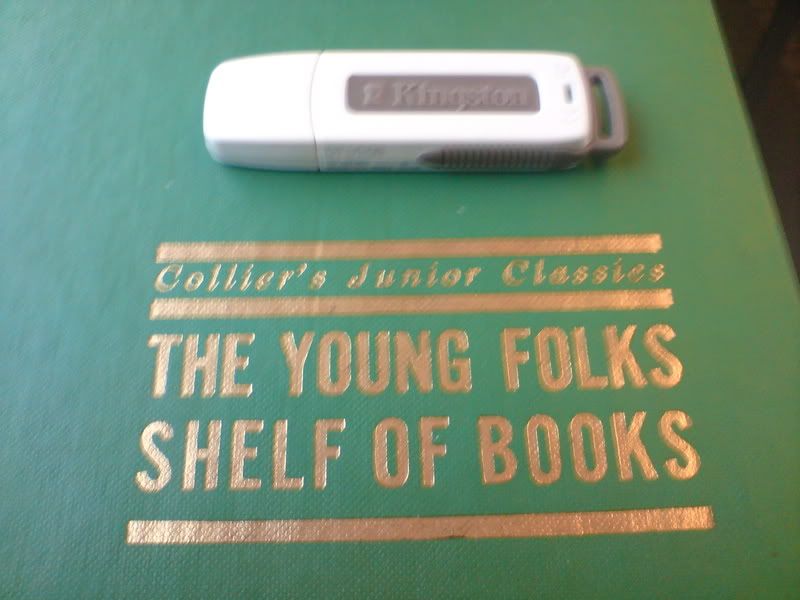 Kingston
Collier's Junior Classics
THE YOUNG FOLKS
SHELF OF BOOKS